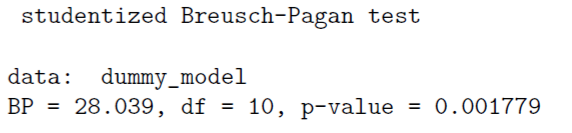 studentized Breusch-Pagan test
data: dummy_model
BP = 28.039, df = 10, p-value = 0.001779